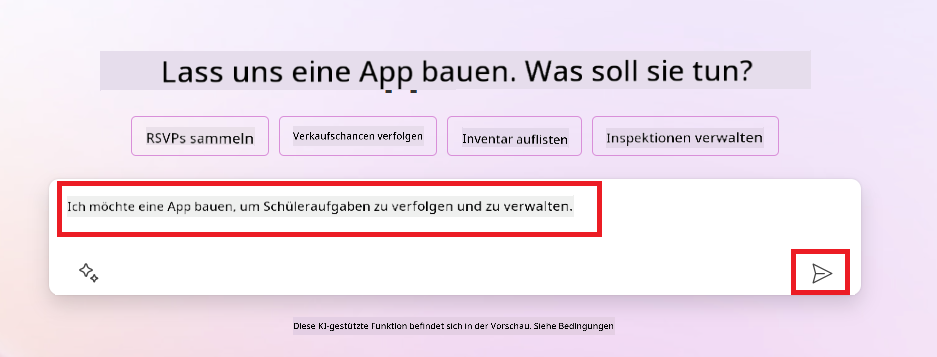 Lass uns eine App bauen. Was soll sie tun?
RSVPs sammeln
Verkaufschancen verfolgen
Inventar auflisten
Inspektionen verwalten
Ich möchte eine App bauen, um Schüleraufgaben zu verfolgen und zu verwalten.
Diese KI-gestützte Funktion befindet sich in der Vorschau. Siehe Bedingungen